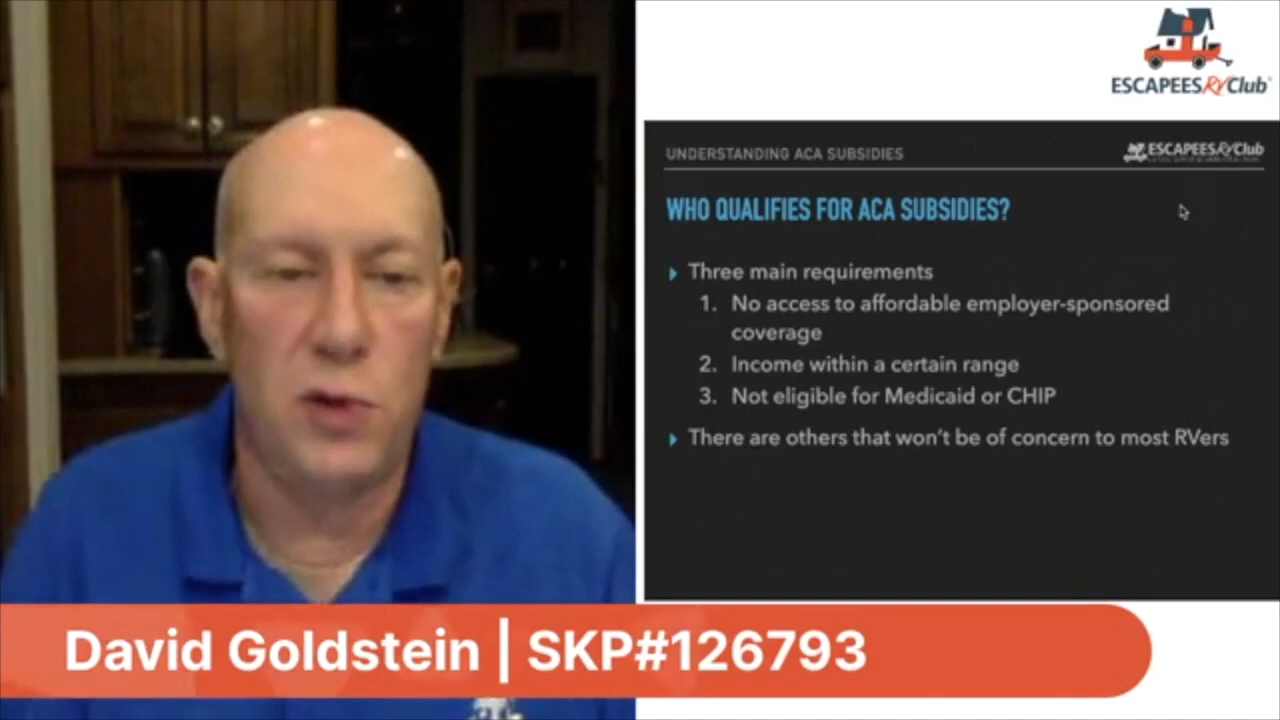 ESCAPEES RV Club
UNDERSTANDING ACA SUBSIDIES
ESCAPEES RV Club
WHO QUALIFIES FOR ACA SUBSIDIES?
Three main requirements
1. No access to affordable employer-sponsored
coverage
2. Income within a certain range
3. Not eligible for Medicaid or CHIP
There are others that won't be of concern to most RVers
David Goldstein | SKP#126793